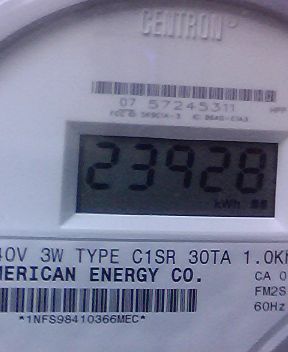 CENTRON
07 57245311
23928
kWh
40V 3W TYPE C1SR 30TA 1.0Kh
MERICAN ENERGY CO.
CA 0
FM2S
60Hz
*1NFS98410366MEC*